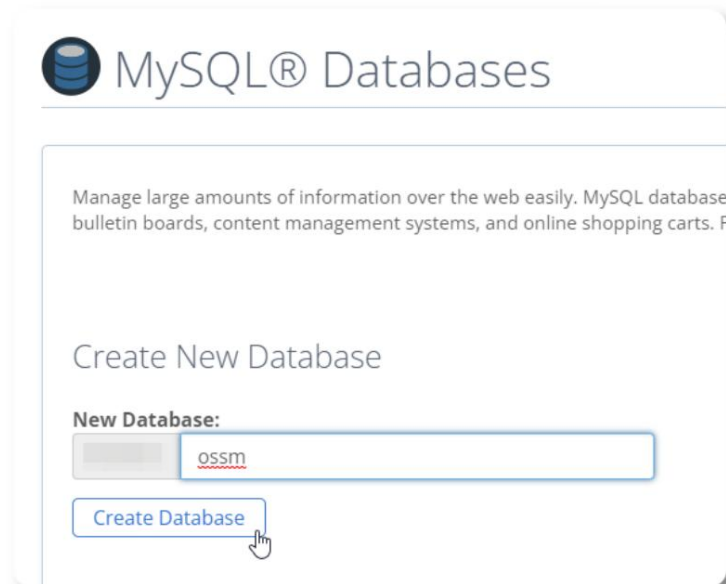 MySQL® Databases
Manage large amounts of information over the web easily. MySQL database
bulletin boards, content management systems, and online shopping carts.
Create New Database
New Database:
ossm
Create Database